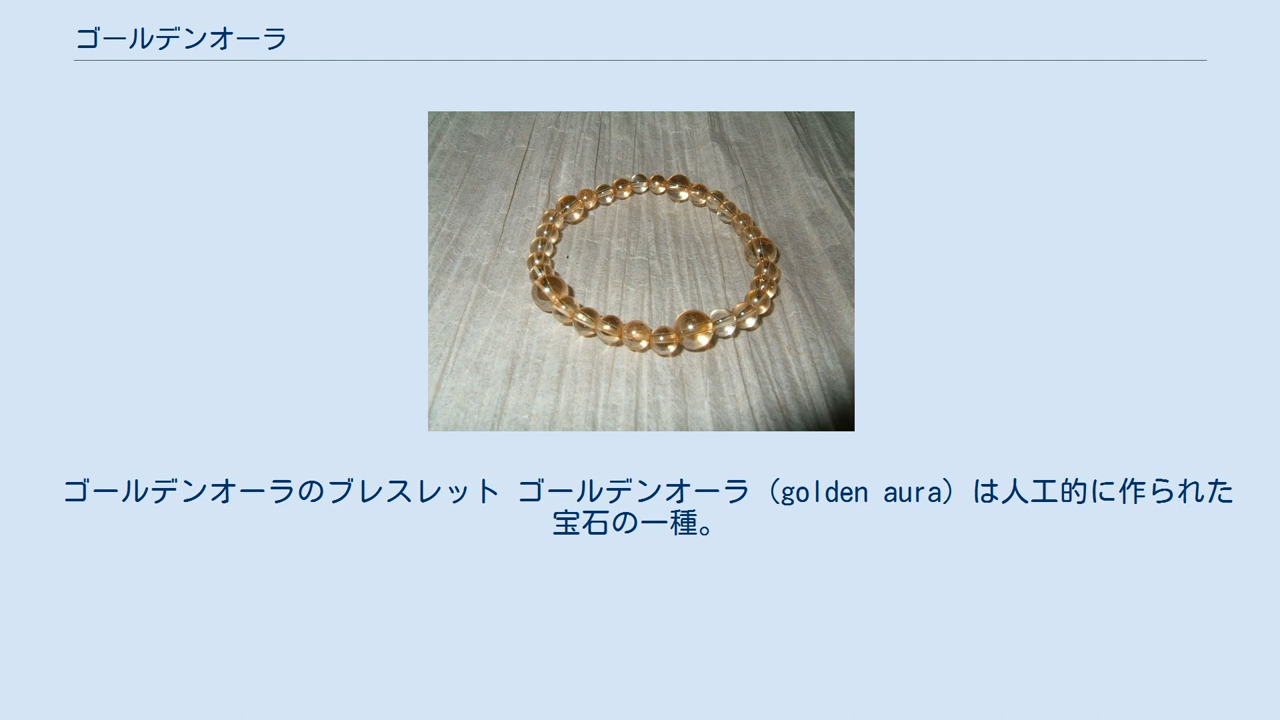 ゴールデンオーラ
ゴールデンオーラのブレスレット ゴールデンオーラ（golden aura）は人工的に作られた
宝石の一種。